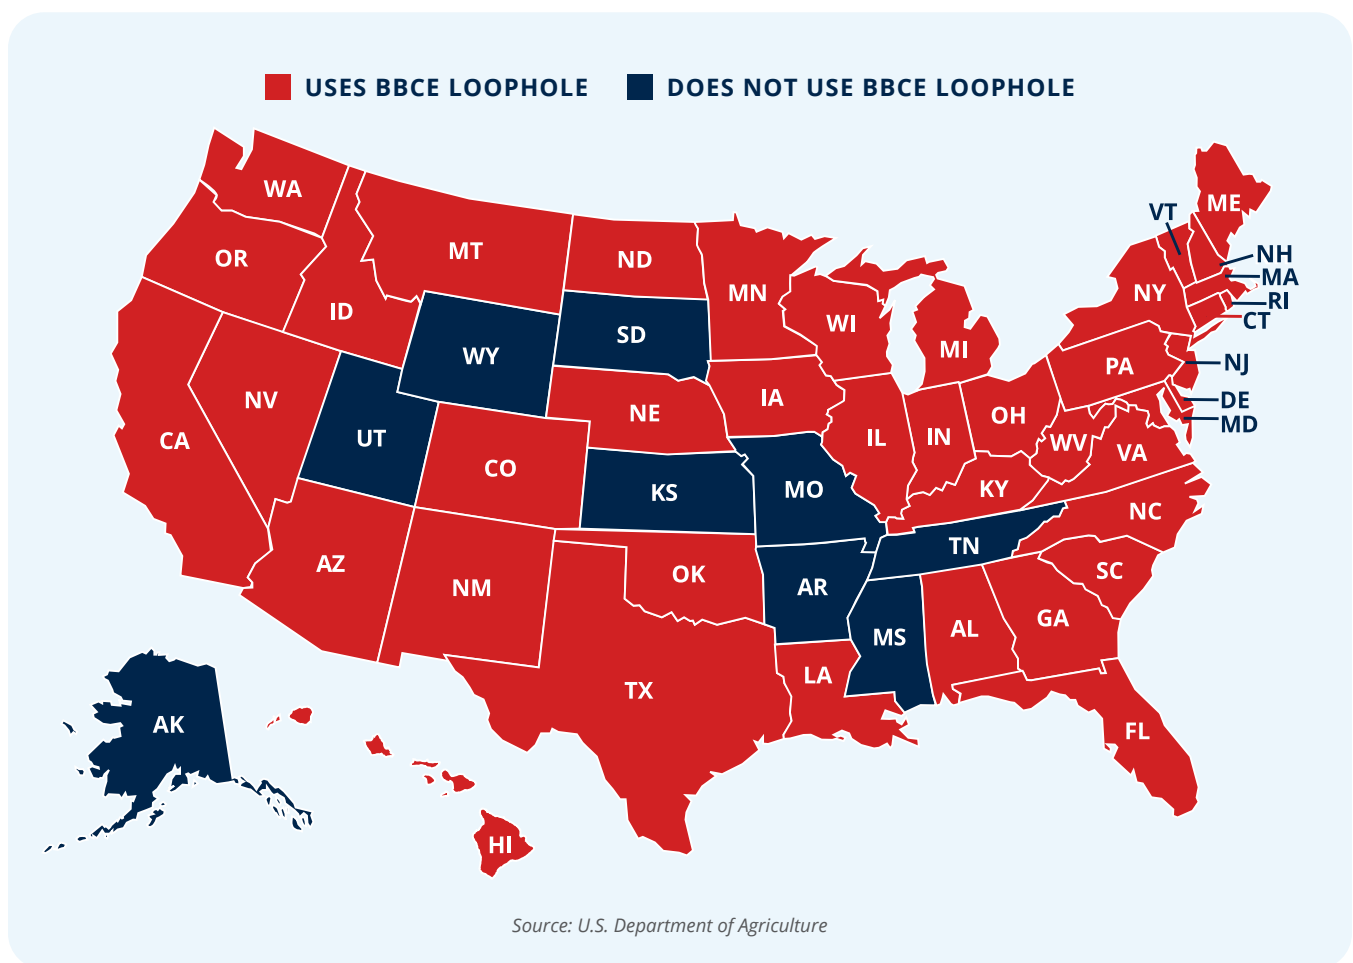 USES BBCE LOOPHOLE
DOES NOT USE BBCE LOOPHOLE
WA
OR
MT
ID
ND
MN
SD
WY
WI
MI
VT
ME
NH
MA
RI
CT
NY
PA
NJ
DE
MD
NV
CA
UT
CO
NE
IA
IL
IN
OH
WV
VA
KS
MO
KY
NC
TN
AZ
NM
OK
AR
SC
GA
AL
MS
LA
TX
FL
AK
HI
Source: U.S. Department of Agriculture